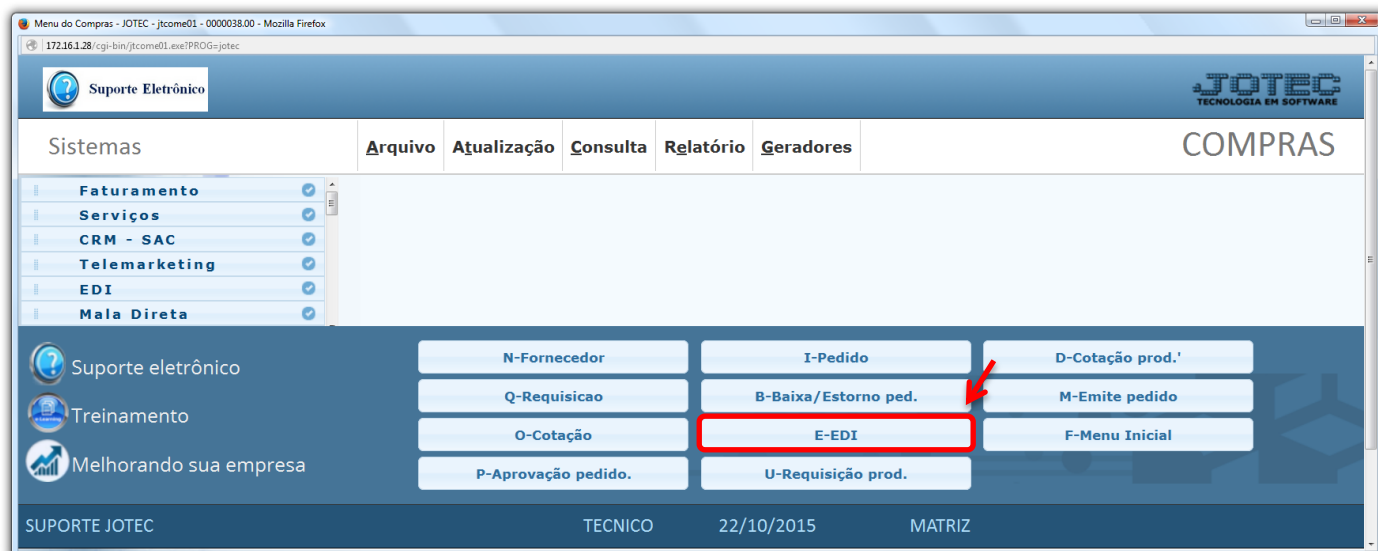 Menu do Compras - JOTEC - jtcome01 - 0000038.00 - Mozilla Firefox
172.16.1.28/cgi-bin/jtcome01.exe?PROG=jotec
Suporte Eletrônico
JOTEC
TECNOLOGIA EM SOFTWARE
Sistemas
Arquivo Atualização Consulta Relatório Geradores
COMPRAS
Faturamento
Serviços
CRM - SAC
Telemarketing
EDI
Mala Direta
Suporte eletrônico
Treinamento
Melhorando sua empresa
N-Fornecedor I-Pedido D-Cotação prod.'
Q-Requisicao B-Baixa/Estorno ped. M-Emite pedido
O-Cotação E-EDI F-Menu Inicial
P-Aprovação pedido. U-Requisição prod.
SUPORTE JOTEC TECNICO 22/10/2015 MATRIZ